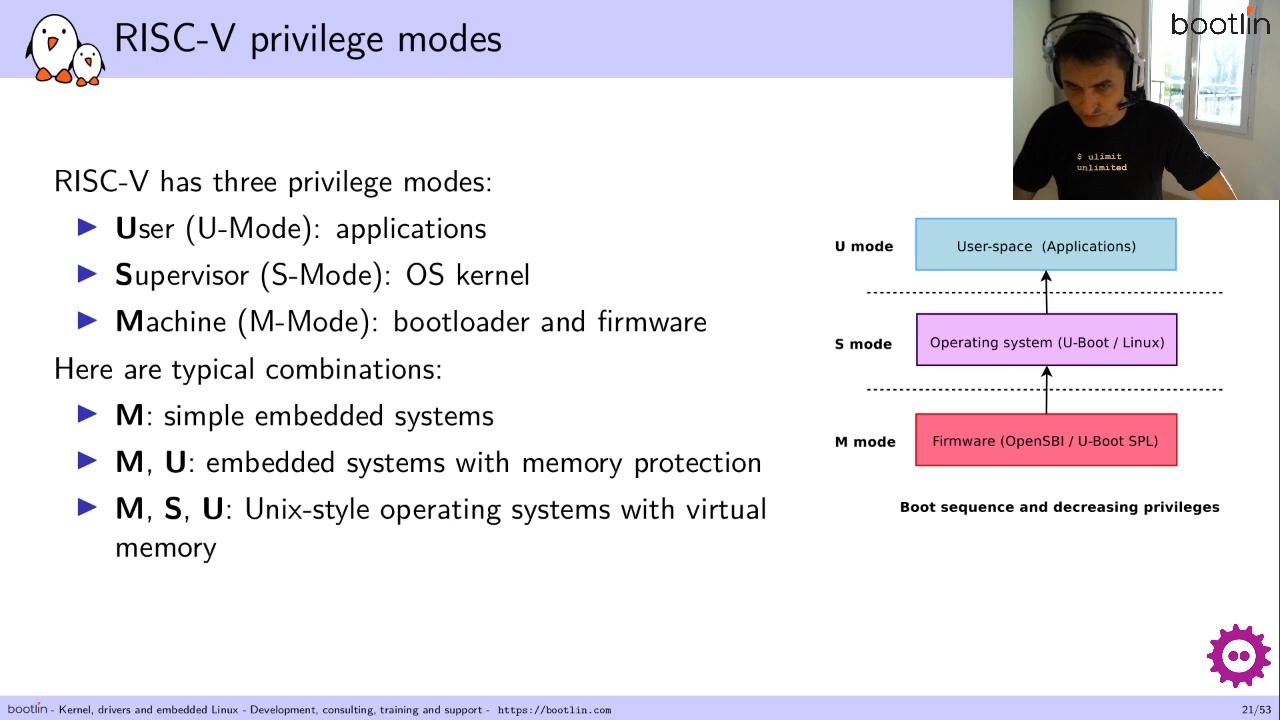 RISC-V privilege modes
bootlin
$ ulimit
unlimited
RISC-V has three privilege modes:
User (U-Mode): applications
Supervisor (S-Mode): OS kernel
Machine (M-Mode): bootloader and firmware
Here are typical combinations:
M: simple embedded systems
M, U: embedded systems with memory protection
M, S, U: Unix-style operating systems with virtual
memory
U mode
User-space (Applications)
S mode
Operating system (U-Boot / Linux)
M mode
Firmware (OpenSBI / U-Boot SPL)
Boot sequence and decreasing privileges
bootlin - Kernel, drivers and embedded Linux - Development, consulting, training and support - https://bootlin.com
21/53